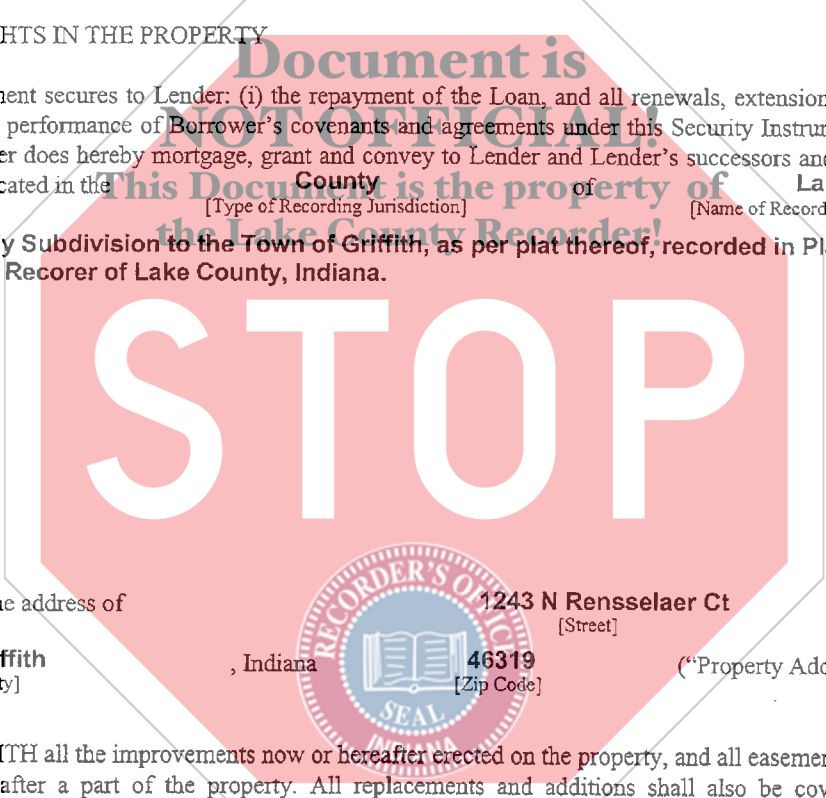 HTS IN THE PROPERTY
Document is
ent secures to Lender: (i) the repayment of the Loan, and all renewals, extension
NOT OFFICIAL!
performance of Borrower's covenants and agreements under this Security Instru
er does hereby mortgage, grant and convey to Lender and Lender's successors and
cated in the County of La
This Document is the property of
[Type of Recording Jurisdiction] [Name of Record
the Lake County Recorder!
y Subdivision to the Town of Griffith, as per plat thereof, recorded in Pl
Recorer of Lake County, Indiana.
STOP
RECORDER'S OFFICE
e address of 1243 N Rensselaer Ct
[Street]
ffith , Indiana 46319 ("Property Add
ty] [Zip Code]
SEAL
INDIANA
ITH all the improvements now or hereafter erected on the property, and all easemen
after a part of the property. All replacements and additions shall also be cov